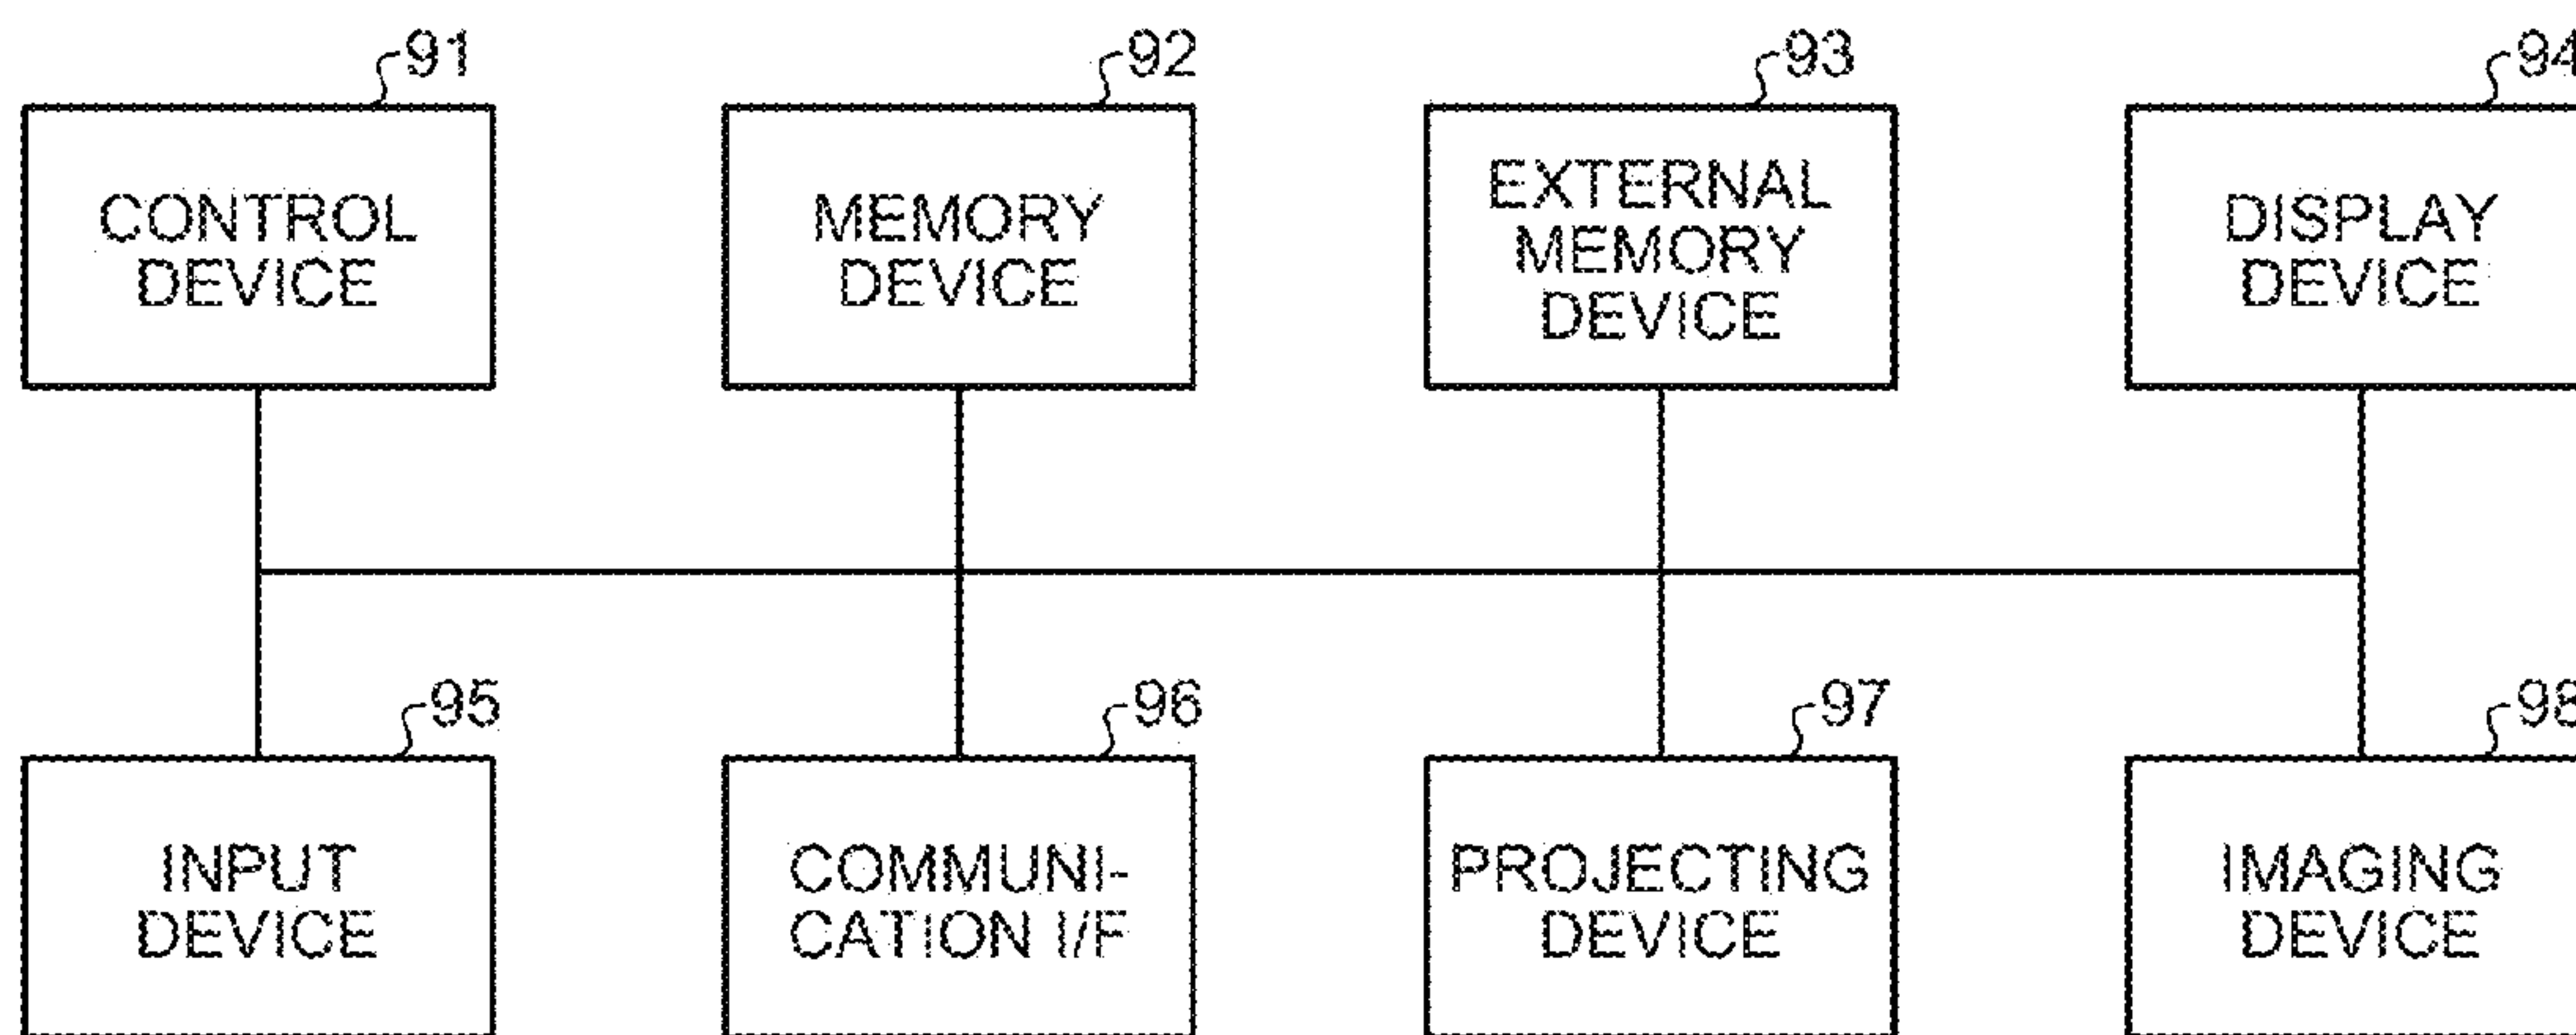 91
92
93
94
CONTROL
DEVICE
MEMORY
DEVICE
EXTERNAL
MEMORY
DEVICE
DISPLAY
DEVICE
95
96
97
98
INPUT
DEVICE
COMMUNI-
CATION I/F
PROJECTING
DEVICE
IMAGING
DEVICE